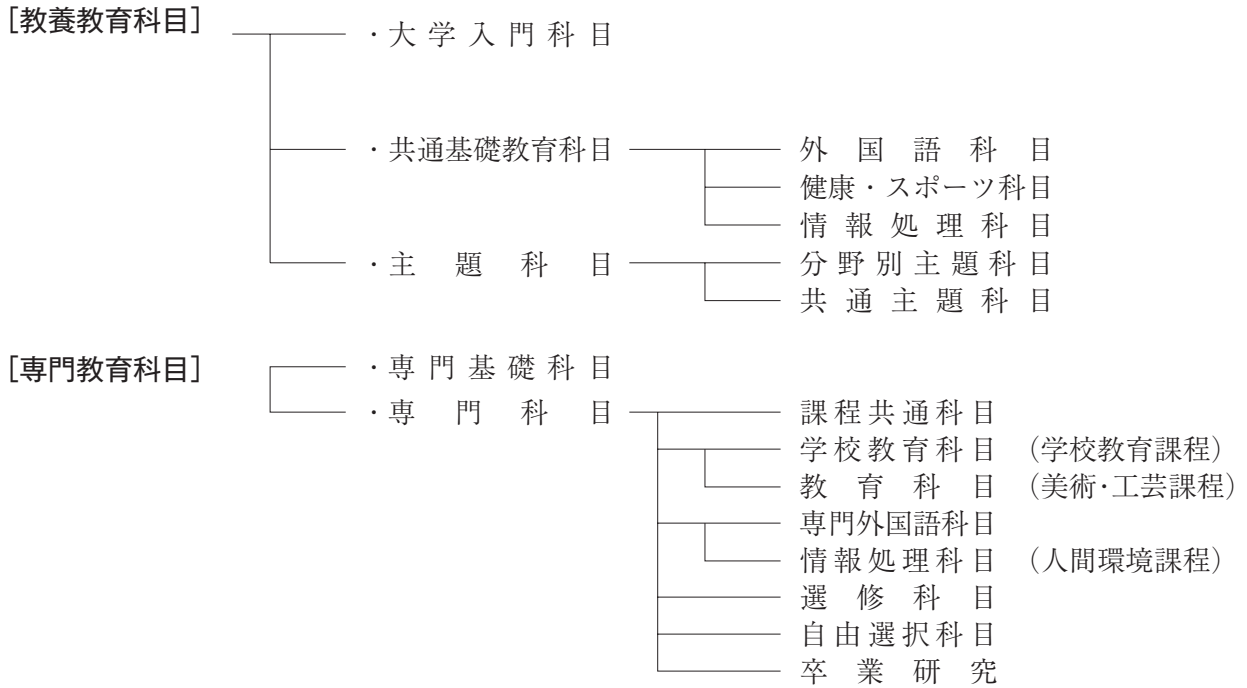 ［教養教育科目］
・大学入門科目
・共通基礎教育科目 外国語科目
健康・スポーツ科目
情報処理科目
・主題科目 分野別主題科目
共通主題科目
［専門教育科目］ ・専門基礎科目
・専門科目 課程共通科目
学校教育科目 （学校教育課程）
教育科目 （美術・工芸課程）
専門外国語科目
情報処理科目 （人間環境課程）
選修科目
自由選択科目
卒業研究